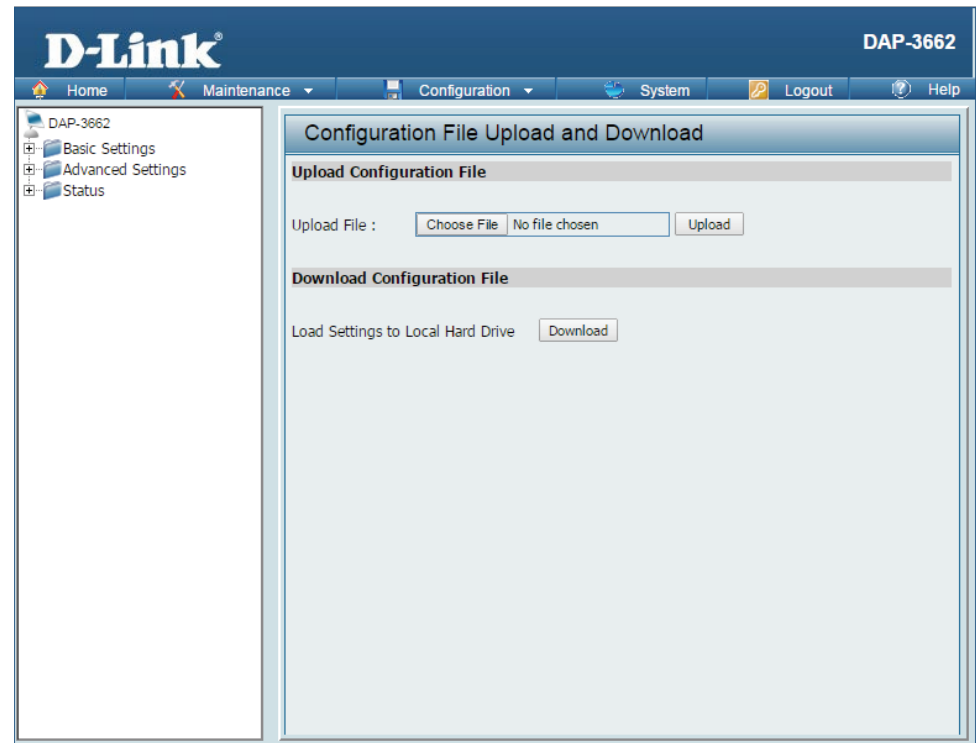 D-Link®
DAP-3662
Home Maintenance Configuration System Logout Help
DAP-3662
Basic Settings
Advanced Settings
Status
Configuration File Upload and Download
Upload Configuration File
Upload File : Choose File No file chosen Upload
Download Configuration File
Load Settings to Local Hard Drive Download